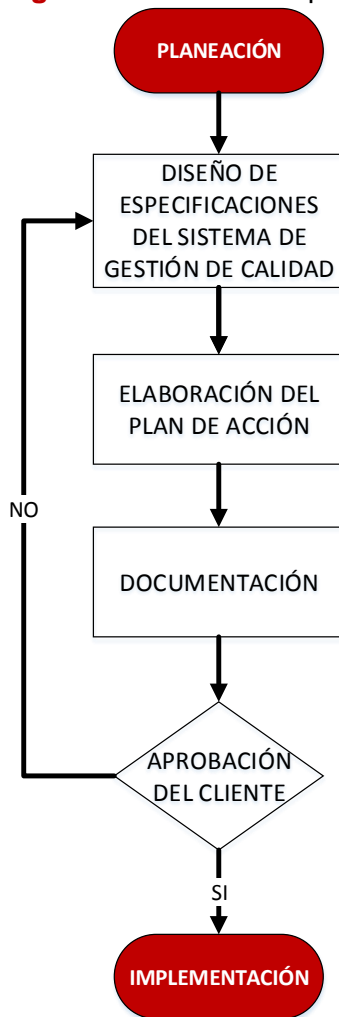 PLANEACIÓN
DISEÑO DE
ESPECIFICACIONES
DEL SISTEMA DE
GESTIÓN DE CALIDAD
ELABORACIÓN DEL
PLAN DE ACCIÓN
NO
DOCUMENTACIÓN
APROBACIÓN
DEL CLIENTE
SI
IMPLEMENTACIÓN